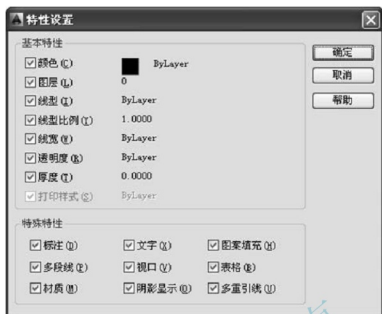 特性设置
基本特性
颜色(C) ByLayer
图层(L) 0
线型(I) ByLayer
线型比例(Y) 1.0000
线宽(W) ByLayer
透明度(R) ByLayer
厚度(T) 0.0000
打印样式(S) ByLayer
确定
取消
帮助
特殊特性
标注(D) 文字(X) 图案填充(H)
多段线(P) 视口(V) 表格(B)
材质(M) 阴影显示(O) 多重引线(U)